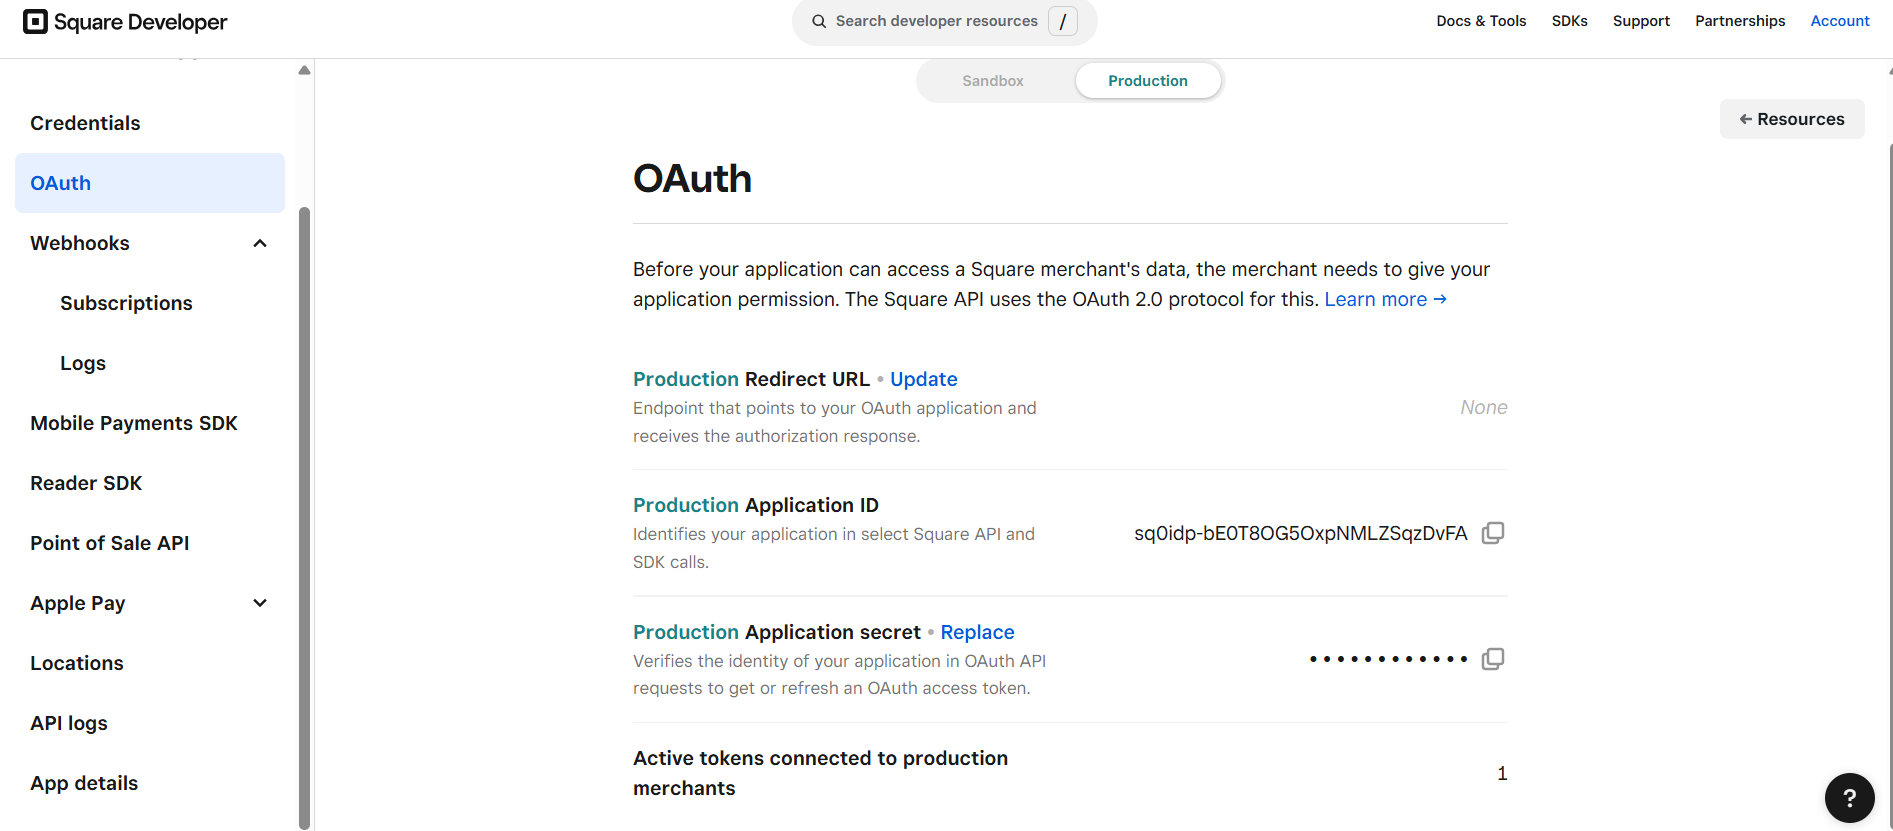 Square Developer
Search developer resources /
Docs & Tools
SDKs
Support
Partnerships
Account
Credentials
OAuth
Webhooks
Subscriptions
Logs
Mobile Payments SDK
Reader SDK
Point of Sale API
Apple Pay
Locations
API logs
App details
Sandbox
Production
← Resources
OAuth
Before your application can access a Square merchant's data, the merchant needs to give your
application permission. The Square API uses the OAuth 2.0 protocol for this. Learn more →
Production Redirect URL • Update
Endpoint that points to your OAuth application and
receives the authorization response.
None
Production Application ID
Identifies your application in select Square API and
SDK calls.
sq0idp-bE0T8OG5OxpNMLZSqzDvFA
Production Application secret • Replace
Verifies the identity of your application in OAuth API
requests to get or refresh an OAuth access token.
••••••••••••
Active tokens connected to production
merchants
1
?